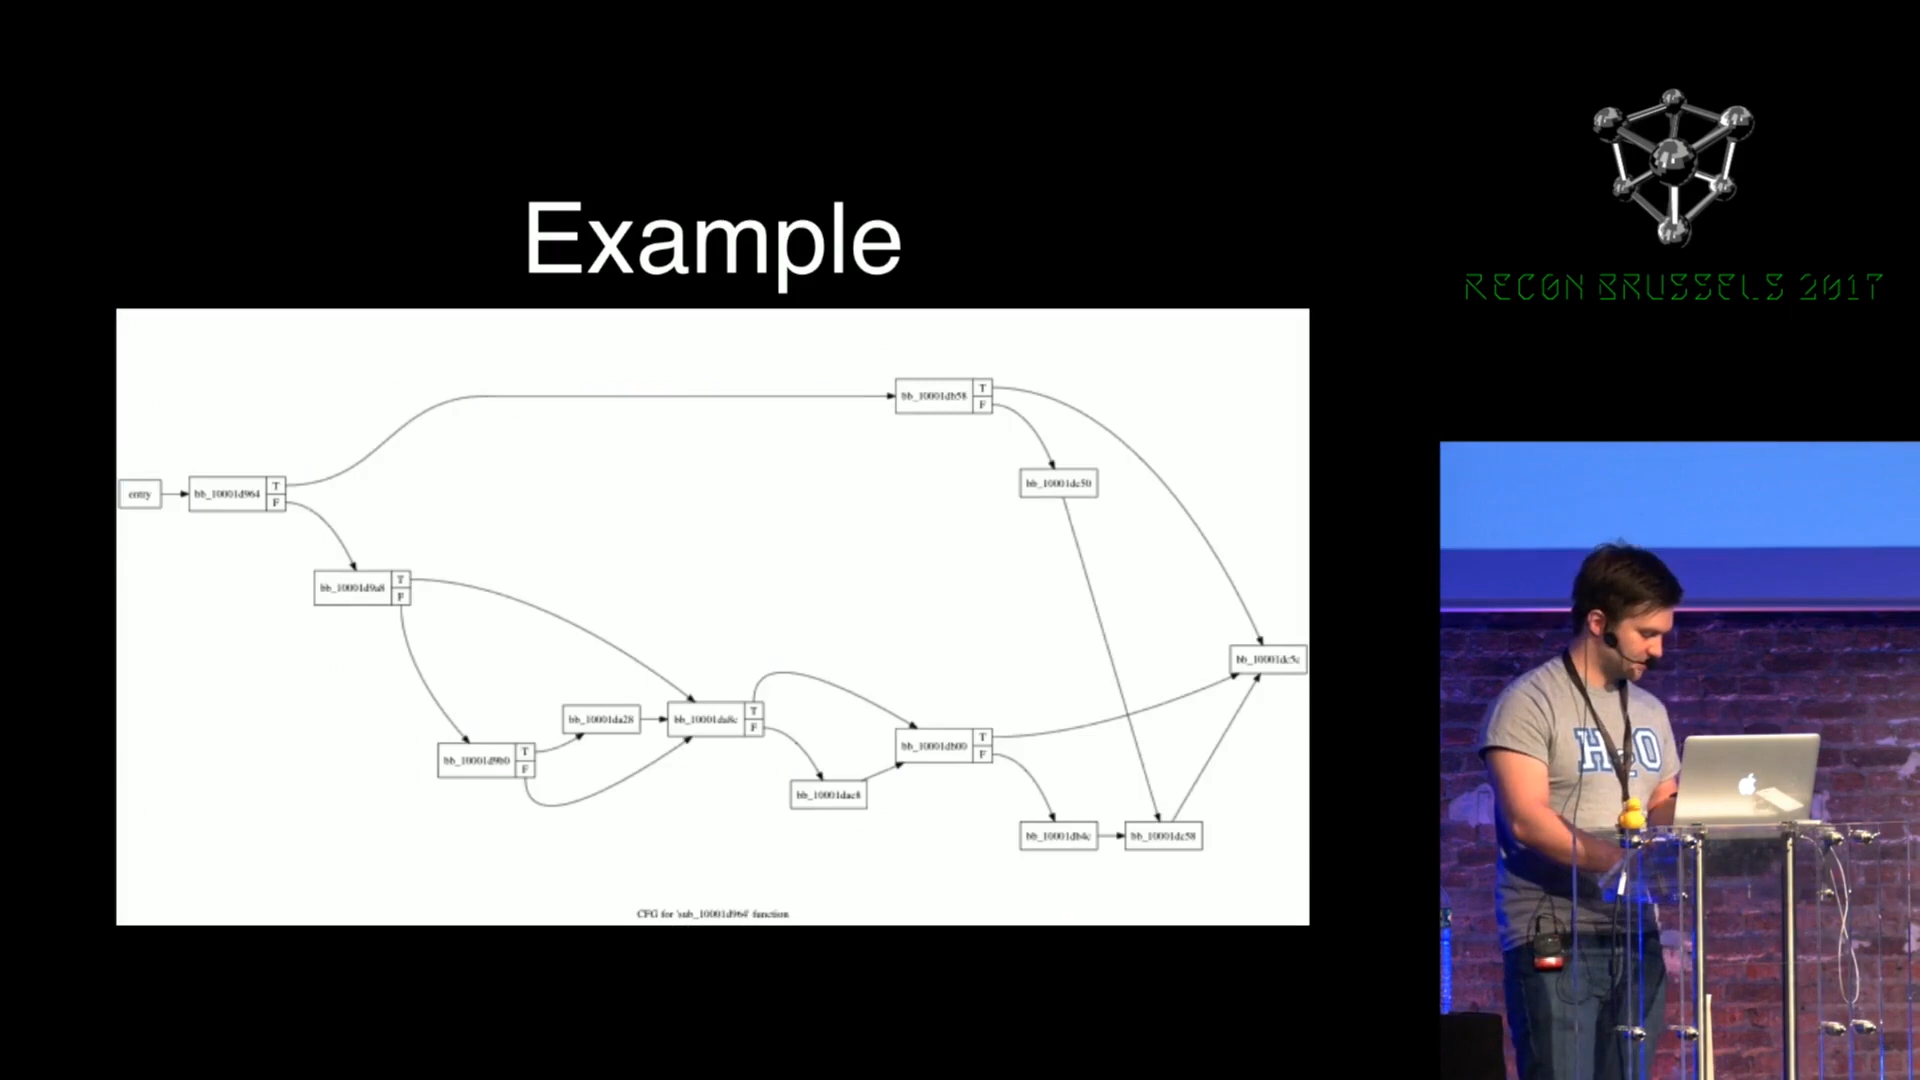 Example
RECON BRUSSELS 2017
bb_10001db58
T
F
bb_10001dc50
entry
bb_10001d964
T
F
bb_10001d9a8
T
F
bb_10001dc5c
bb_10001da28
bb_10001da8c
T
F
bb_10001d9b0
T
F
bb_10001db00
T
F
bb_10001dac8
bb_10001db4c
bb_10001dc58
CFG for 'sub_10001d964' function
H2O